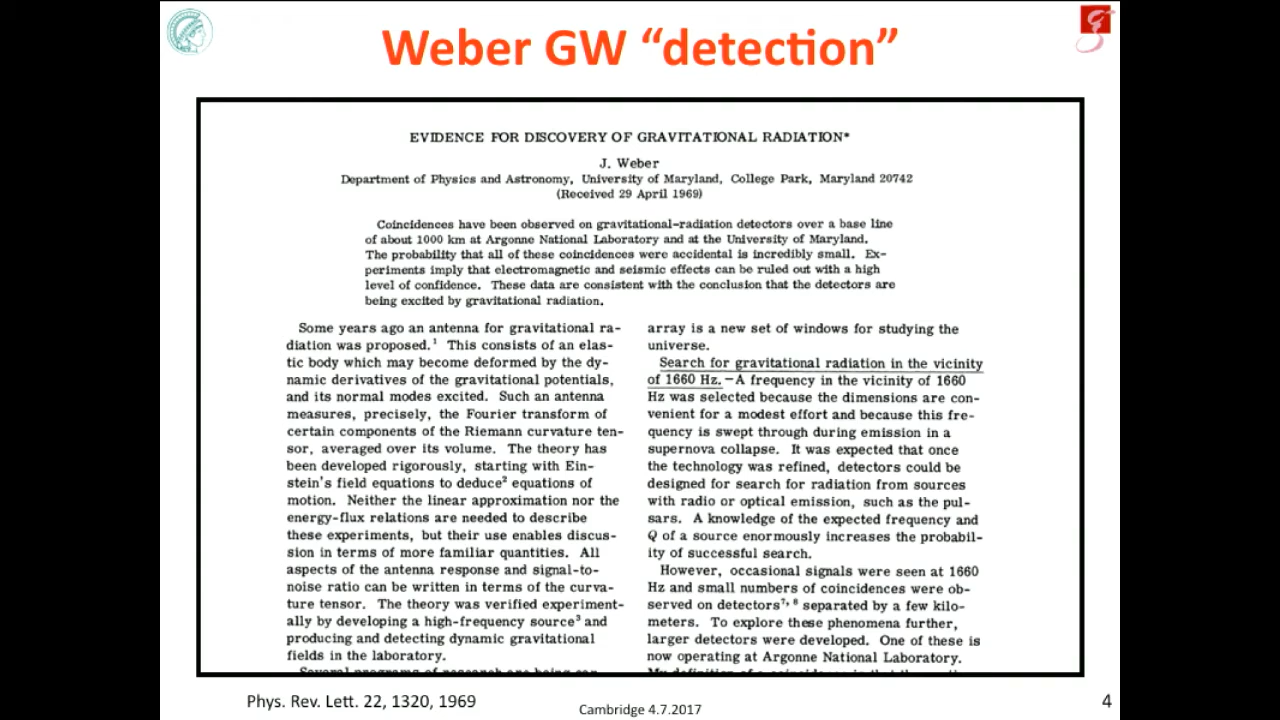 Weber GW “detection”
EVIDENCE FOR DISCOVERY OF GRAVITATIONAL RADIATION*
J. Weber
Department of Physics and Astronomy, University of Maryland, College Park, Maryland 20742
(Received 29 April 1969)
Coincidences have been observed on gravitational-radiation detectors over a base line
of about 1000 km at Argonne National Laboratory and at the University of Maryland.
The probability that all of these coincidences were accidental is incredibly small. Ex-
periments imply that electromagnetic and seismic effects can be ruled out with a high
level of confidence. These data are consistent with the conclusion that the detectors are
being excited by gravitational radiation.
Some years ago an antenna for gravitational ra-
diation was proposed.¹ This consists of an elas-
tic body which may become deformed by the dy-
namic derivatives of the gravitational potentials,
and its normal modes excited. Such an antenna
measures, precisely, the Fourier transform of
certain components of the Riemann curvature ten-
sor, averaged over its volume. The theory has
been developed rigorously, starting with Ein-
stein's field equations to deduce² equations of
motion. Neither the linear approximation nor the
energy-flux relations are needed to describe
these experiments, but their use enables discus-
sion in terms of more familiar quantities. All
aspects of the antenna response and signal-to-
noise ratio can be written in terms of the curva-
ture tensor. The theory was verified experiment-
ally by developing a high-frequency source³ and
producing and detecting dynamic gravitational
fields in the laboratory.
Several programs of research are being con-
array is a new set of windows for studying the
universe.
Search for gravitational radiation in the vicinity
of 1660 Hz. —A frequency in the vicinity of 1660
Hz was selected because the dimensions are con-
venient for a modest effort and because this fre-
quency is swept through during emission in a
supernova collapse. It was expected that once
the technology was refined, detectors could be
designed for search for radiation from sources
with radio or optical emission, such as the pul-
sars. A knowledge of the expected frequency and
Q of a source enormously increases the probabil-
ity of successful search.
However, occasional signals were seen at 1660
Hz and small numbers of coincidences were ob-
served on detectors⁷,⁸ separated by a few kilo-
meters. To explore these phenomena further,
larger detectors were developed. One of these is
now operating at Argonne National Laboratory.
My definition of a coincidence is that the
Phys. Rev. Lett. 22, 1320, 1969
Cambridge 4.7.2017
4